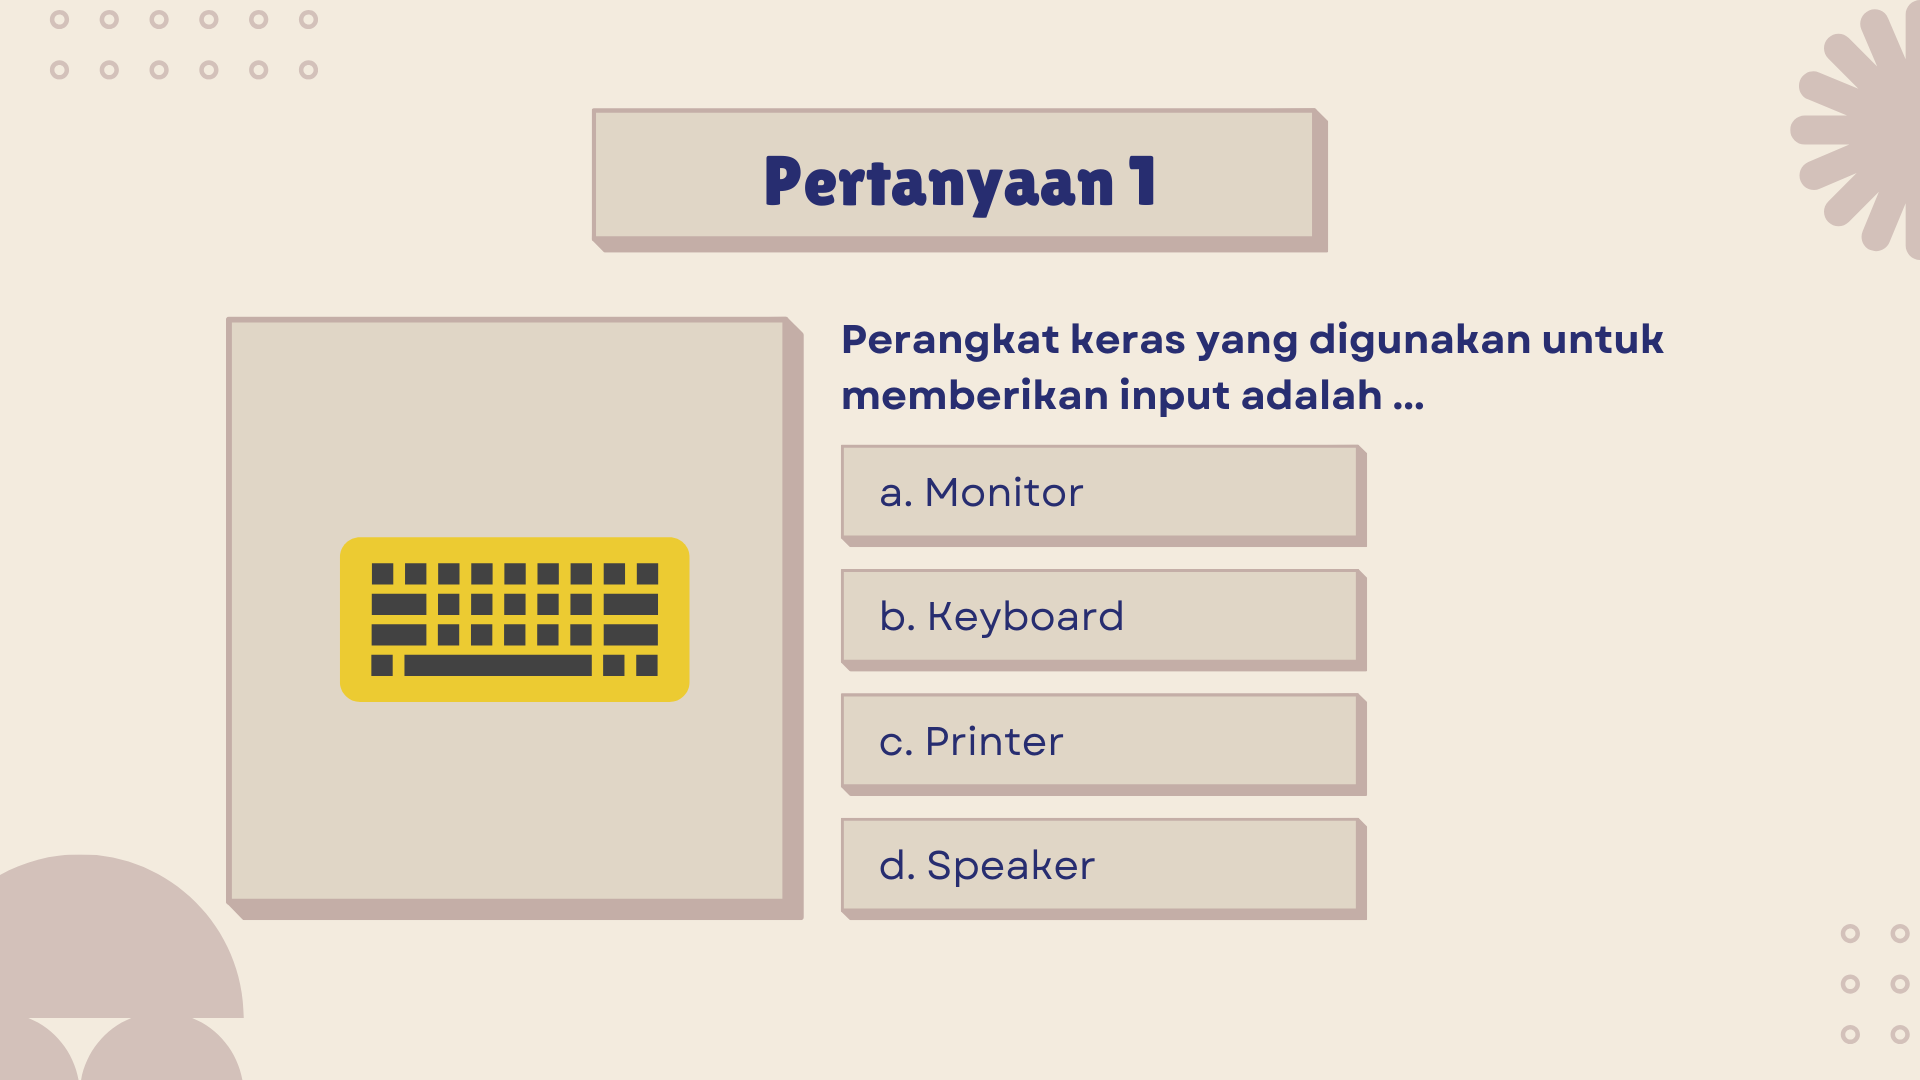 Pertanyaan 1
Perangkat keras yang digunakan untuk
memberikan input adalah ...
a. Monitor
b. Keyboard
c. Printer
d. Speaker